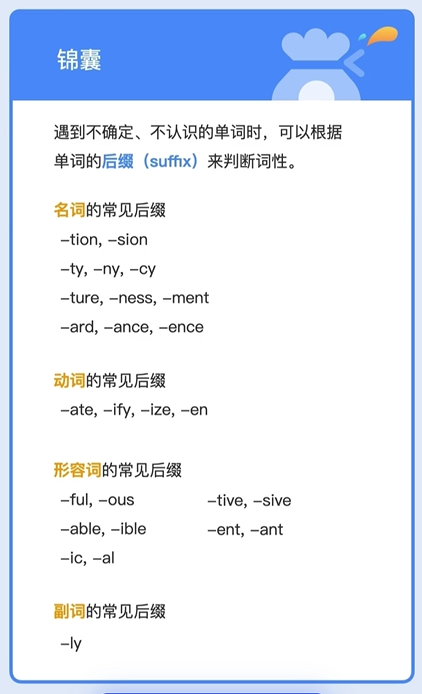 锦囊
遇到不确定、不认识的单词时，可以根据
单词的后缀（suffix）来判断词性。
名词的常见后缀
–tion, –sion
–ty, –ny, –cy
–ture, –ness, –ment
–ard, –ance, –ence
动词的常见后缀
–ate, –ify, –ize, –en
形容词的常见后缀
–ful, –ous –tive, –sive
–able, –ible –ent, –ant
–ic, –al
副词的常见后缀
–ly